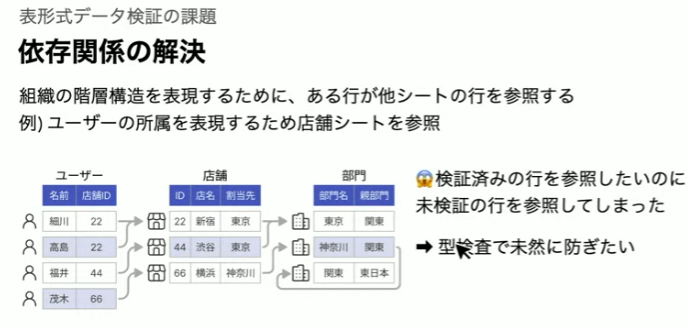 表形式データ検証の課題
依存関係の解決
組織の階層構造を表現するために、ある行が他シートの行を参照する
例) ユーザーの所属を表現するため店舗シートを参照
ユーザー
名前 店舗ID
細川 22
高島 22
福井 44
茂木 66
店舗
ID 店名 割当先
22 新宿 東京
44 渋谷 東京
66 横浜 神奈川
部門
部門名 親部門
東京 関東
神奈川 関東
関東 東日本
😱検証済みの行を参照したいのに
未検証の行を参照してしまった
➡ 型検査で未然に防ぎたい